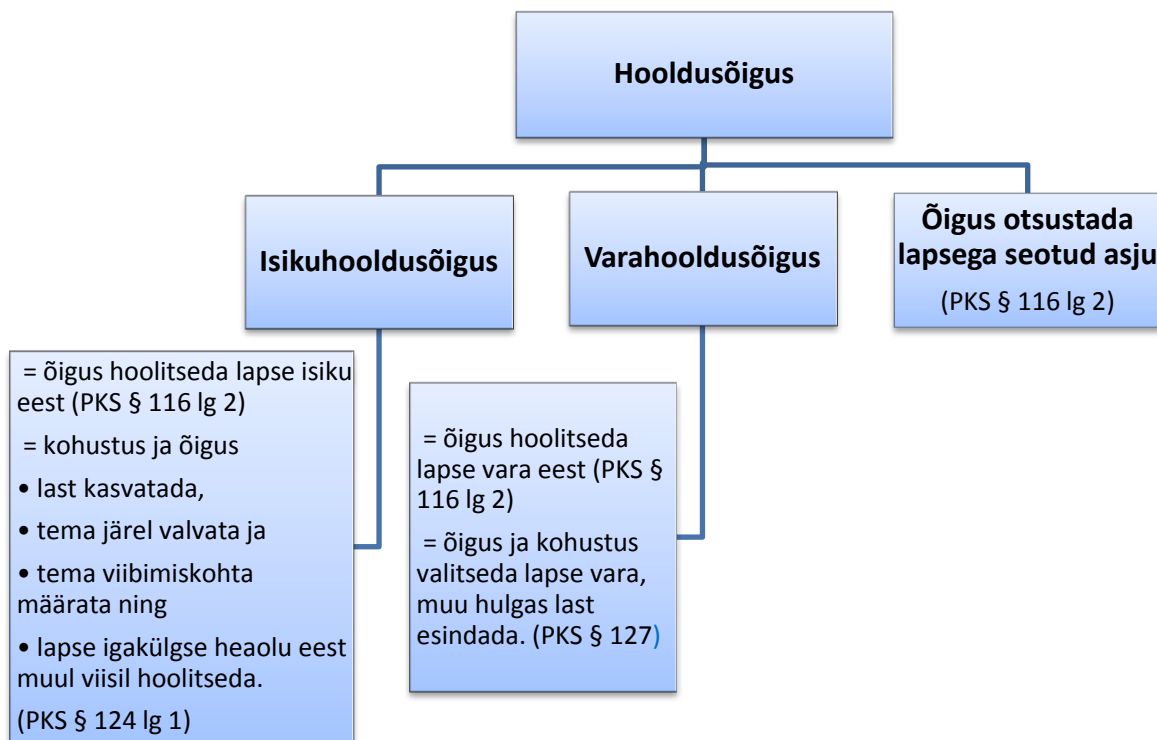 Hooldusõigus
Isikuhooldusõigus
Varahooldusõigus
Õigus otsustada
lapsega seotud asju
(PKS § 116 lg 2)
= õigus hoolitseda lapse isiku
eest (PKS § 116 lg 2)
= kohustus ja õigus
• last kasvatada,
• tema järel valvata ja
• tema viibimiskohta
määrata ning
• lapse igakülgse heaolu eest
muul viisil hoolitseda.
(PKS § 124 lg 1)
= õigus hoolitseda
lapse vara eest (PKS §
116 lg 2)
= õigus ja kohustus
valitseda lapse vara,
muu hulgas last
esindada. (PKS § 127)